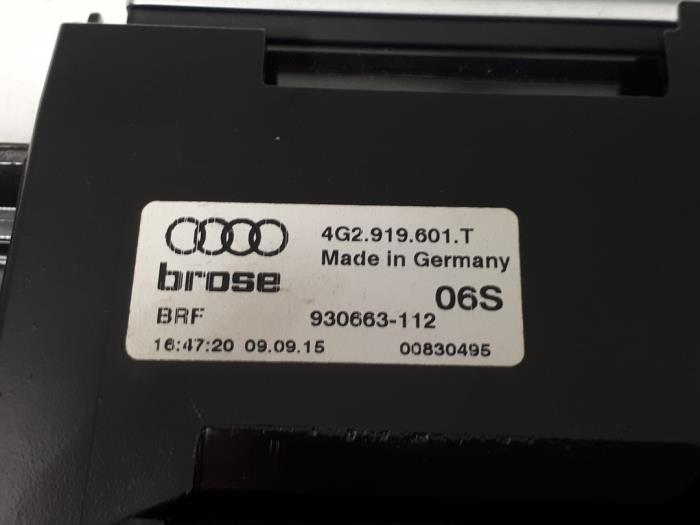 4G2.919.601.T
Made in Germany
brose
06S
BRF 930663-112
16:47:20 09.09.15 00830495